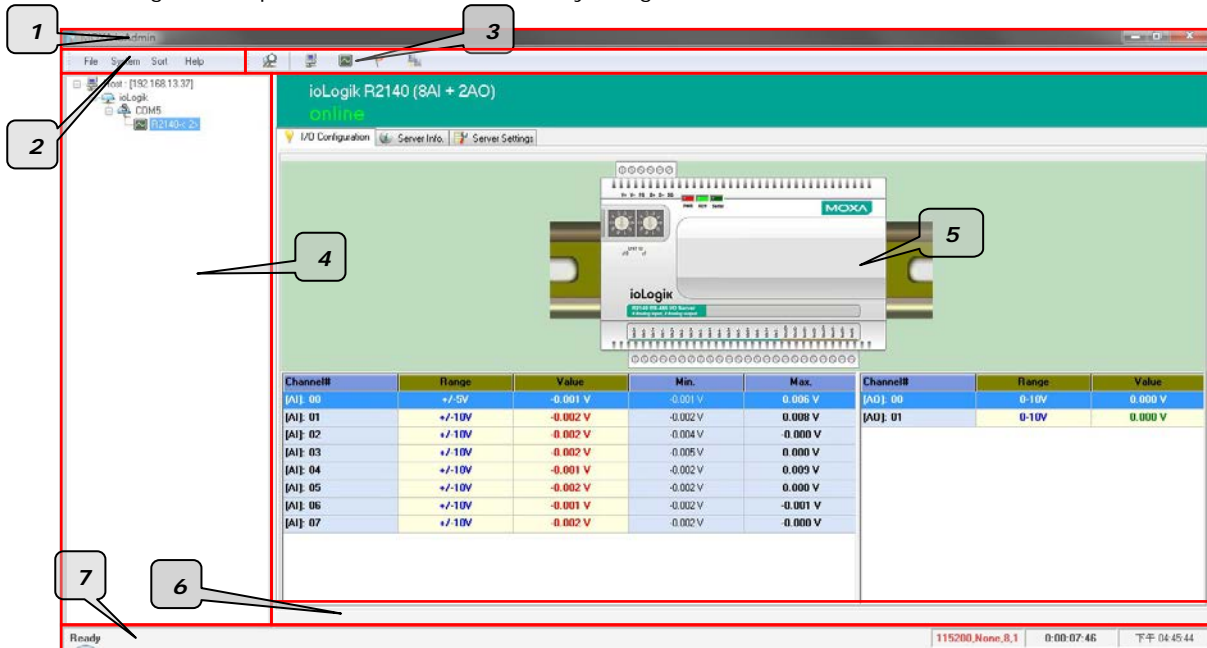 1
3
Admin
File System Sort Help
2
Host : [192.168.13.37]
ioLogik
COM5
R2140-< 2>
ioLogik R2140 (8AI + 2AO)
online
I/O Configuration Server Info. Server Settings
MOXA
5
4
ioLogik
R2140 RS-485 I/O Server
Channel# Range Value Min. Max. Channel# Range Value
[AI]: 00 +/-5V -0.001 V -0.001 V 0.006 V [AO]: 00 0-10V 0.000 V
[AI]: 01 +/-10V -0.002 V -0.002 V 0.008 V [AO]: 01 0-10V 0.000 V
[AI]: 02 +/-10V -0.002 V -0.004 V -0.000 V
[AI]: 03 +/-10V -0.002 V -0.005 V 0.000 V
[AI]: 04 +/-10V -0.001 V -0.002 V 0.009 V
[AI]: 05 +/-10V -0.002 V -0.002 V 0.000 V
[AI]: 06 +/-10V -0.001 V -0.002 V -0.001 V
[AI]: 07 +/-10V -0.002 V -0.002 V -0.000 V
7
6
Ready 115200,None,8,1 0:00:07:46 下午 04:45:44